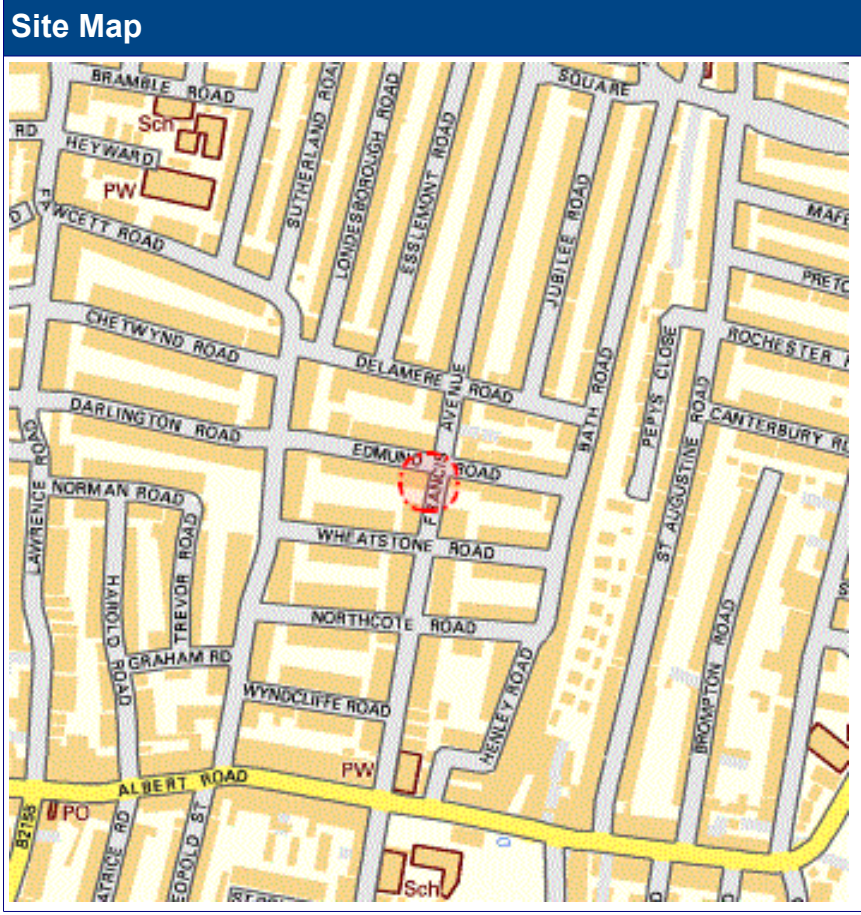 Site Map
BRAMBLE ROAD
SQUARE
Sch
RD
HEYWARD
PW
SUTHERLAND ROA
LONDESBOROUGH ROAD
ESSLEMONT ROAD
JUBILEE ROAD
MAFE
FAWCETT ROAD
PRETO
CHETWYND ROAD
DELAMERE ROAD
AVENUE
BATH ROAD
PEPYS CLOSE
ROCHESTER
DARLINGTON ROAD
CANTERBURY RD
EDMUND ROAD
FRANCIS
ST AUGUSTINE ROAD
LAWRENCE ROAD
NORMAN ROAD
WHEATSTONE ROAD
HAROLD ROAD
TREVOR ROAD
NORTHCOTE ROAD
GRAHAM RD
WYNDCLIFFE ROAD
HENLEY ROAD
BROMPTON ROAD
PW
ALBERT ROAD
PO
B2155
ATRICE RD
EOPOLD ST
Sch